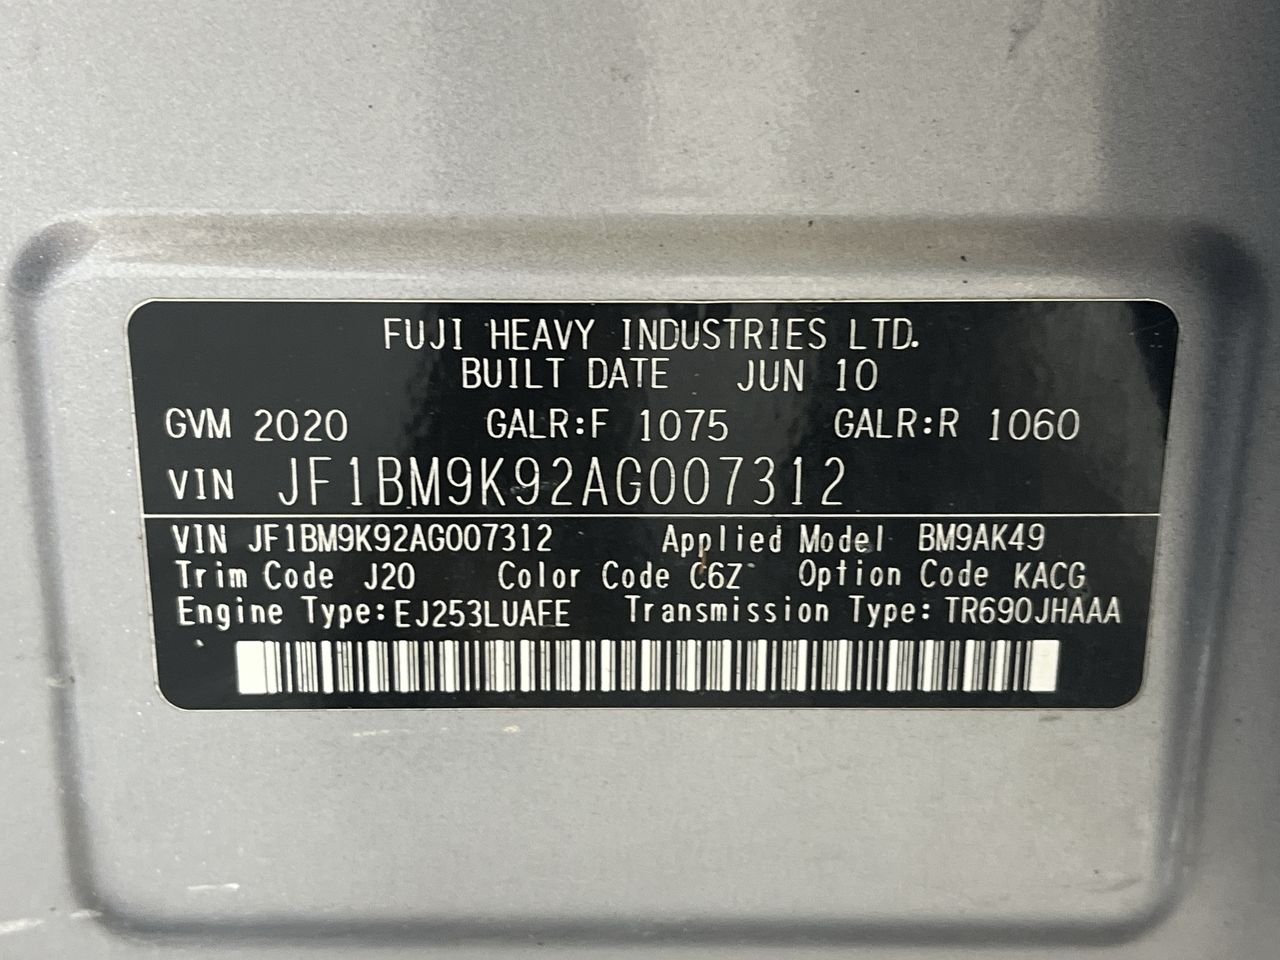 FUJI HEAVY INDUSTRIES LTD.
BUILT DATE JUN 10
GVM 2020 GALR:F 1075 GALR:R 1060
VIN JF1BM9K92AG007312
VIN JF1BM9K92AG007312 Applied Model BM9AK49
Trim Code J20 Color Code C6Z Option Code KACG
Engine Type:EJ253LUAFE Transmission Type:TR690JHAAA